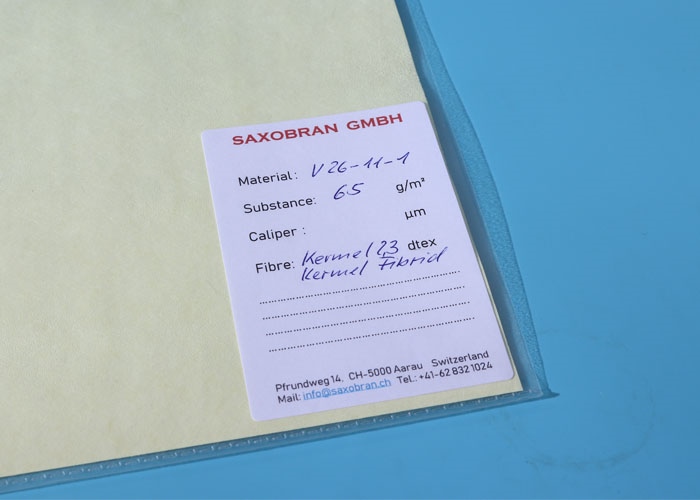 SAXOBRAN GMBH
Material: V26-11-1
Substance: 65 g/m²
Caliper : µm
Fibre: Kermel 2,3 dtex
Kermel Fibrid
Pfrundweg 14, CH-5000 Aarau Switzerland
Mail: info@saxobran.ch Tel.: +41-62 832 1024